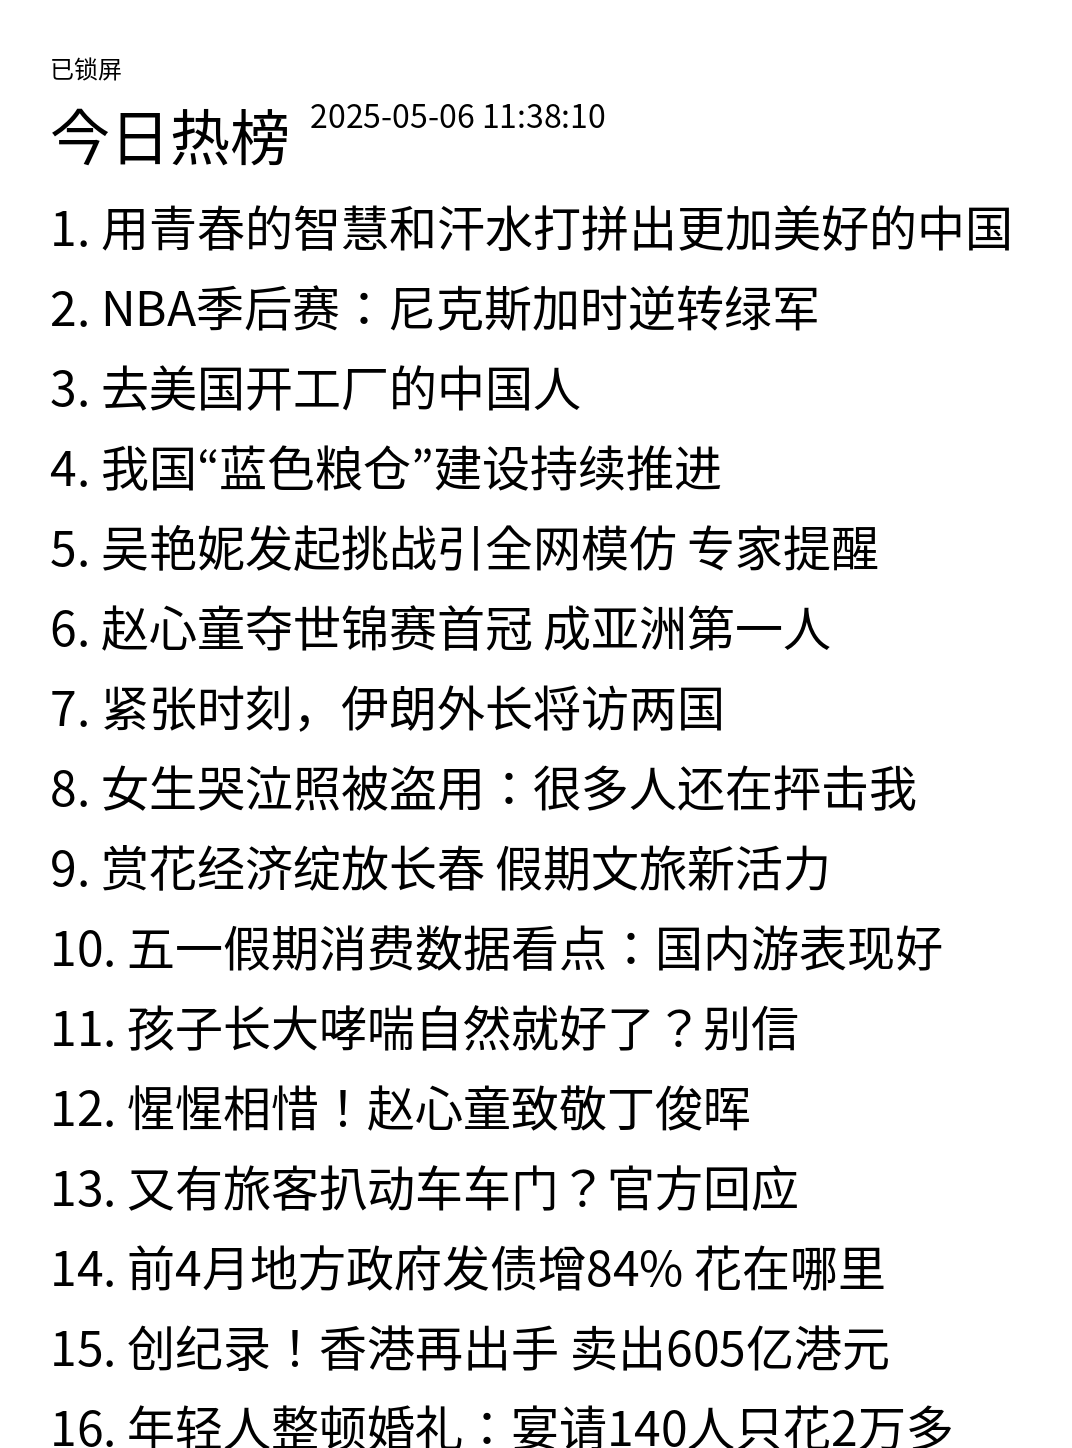 已锁屏
今日热榜 2025-05-06 11:38:10
1. 用青春的智慧和汗水打拼出更加美好的中国
2. NBA季后赛：尼克斯加时逆转绿军
3. 去美国开工厂的中国人
4. 我国“蓝色粮仓”建设持续推进
5. 吴艳妮发起挑战引全网模仿 专家提醒
6. 赵心童夺世锦赛首冠 成亚洲第一人
7. 紧张时刻，伊朗外长将访两国
8. 女生哭泣照被盗用：很多人还在抨击我
9. 赏花经济绽放长春 假期文旅新活力
10. 五一假期消费数据看点：国内游表现好
11. 孩子长大哮喘自然就好了？别信
12. 惺惺相惜！赵心童致敬丁俊晖
13. 又有旅客扒动车车门？官方回应
14. 前4月地方政府发债增84% 花在哪里
15. 创纪录！香港再出手 卖出605亿港元
16. 年轻人整顿婚礼：宴请140人只花2万多